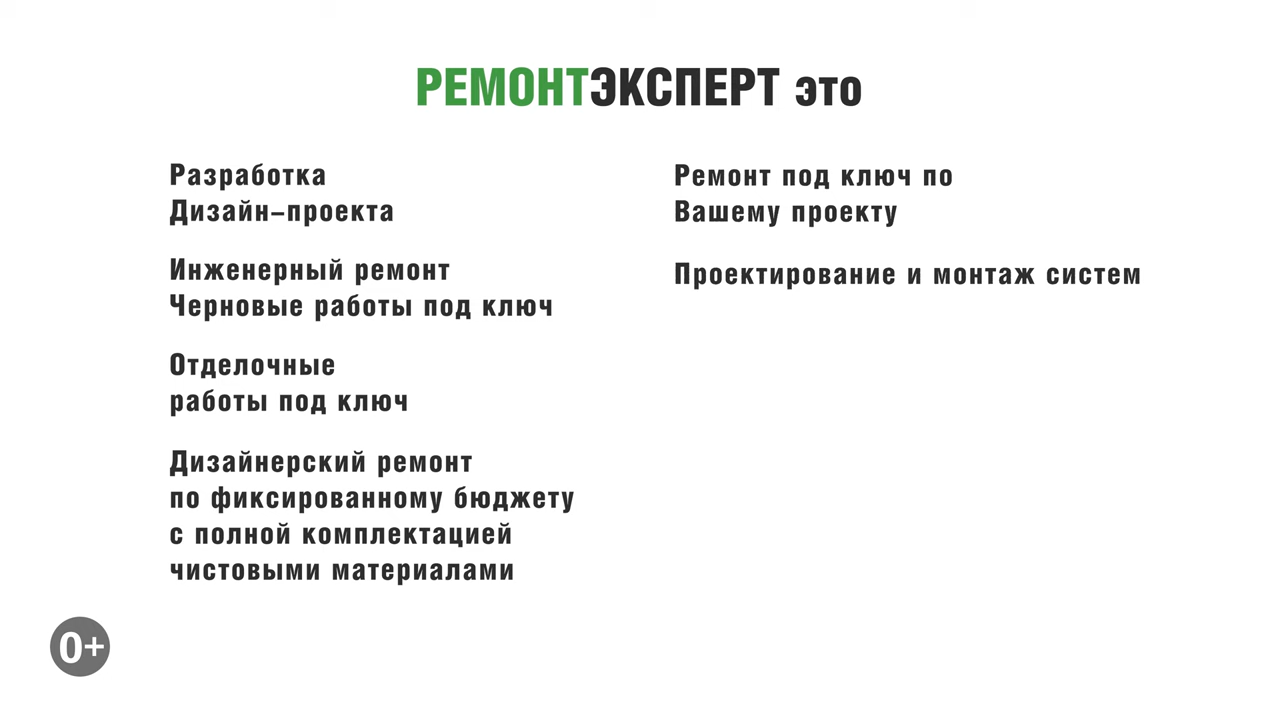 РЕМОНТЭКСПЕРТ это
Разработка
Дизайн–проекта
Инженерный ремонт
Черновые работы под ключ
Отделочные
работы под ключ
Дизайнерский ремонт
по фиксированному бюджету
с полной комплектацией
чистовыми материалами
Ремонт под ключ по
Вашему проекту
Проектирование и монтаж систем
0+